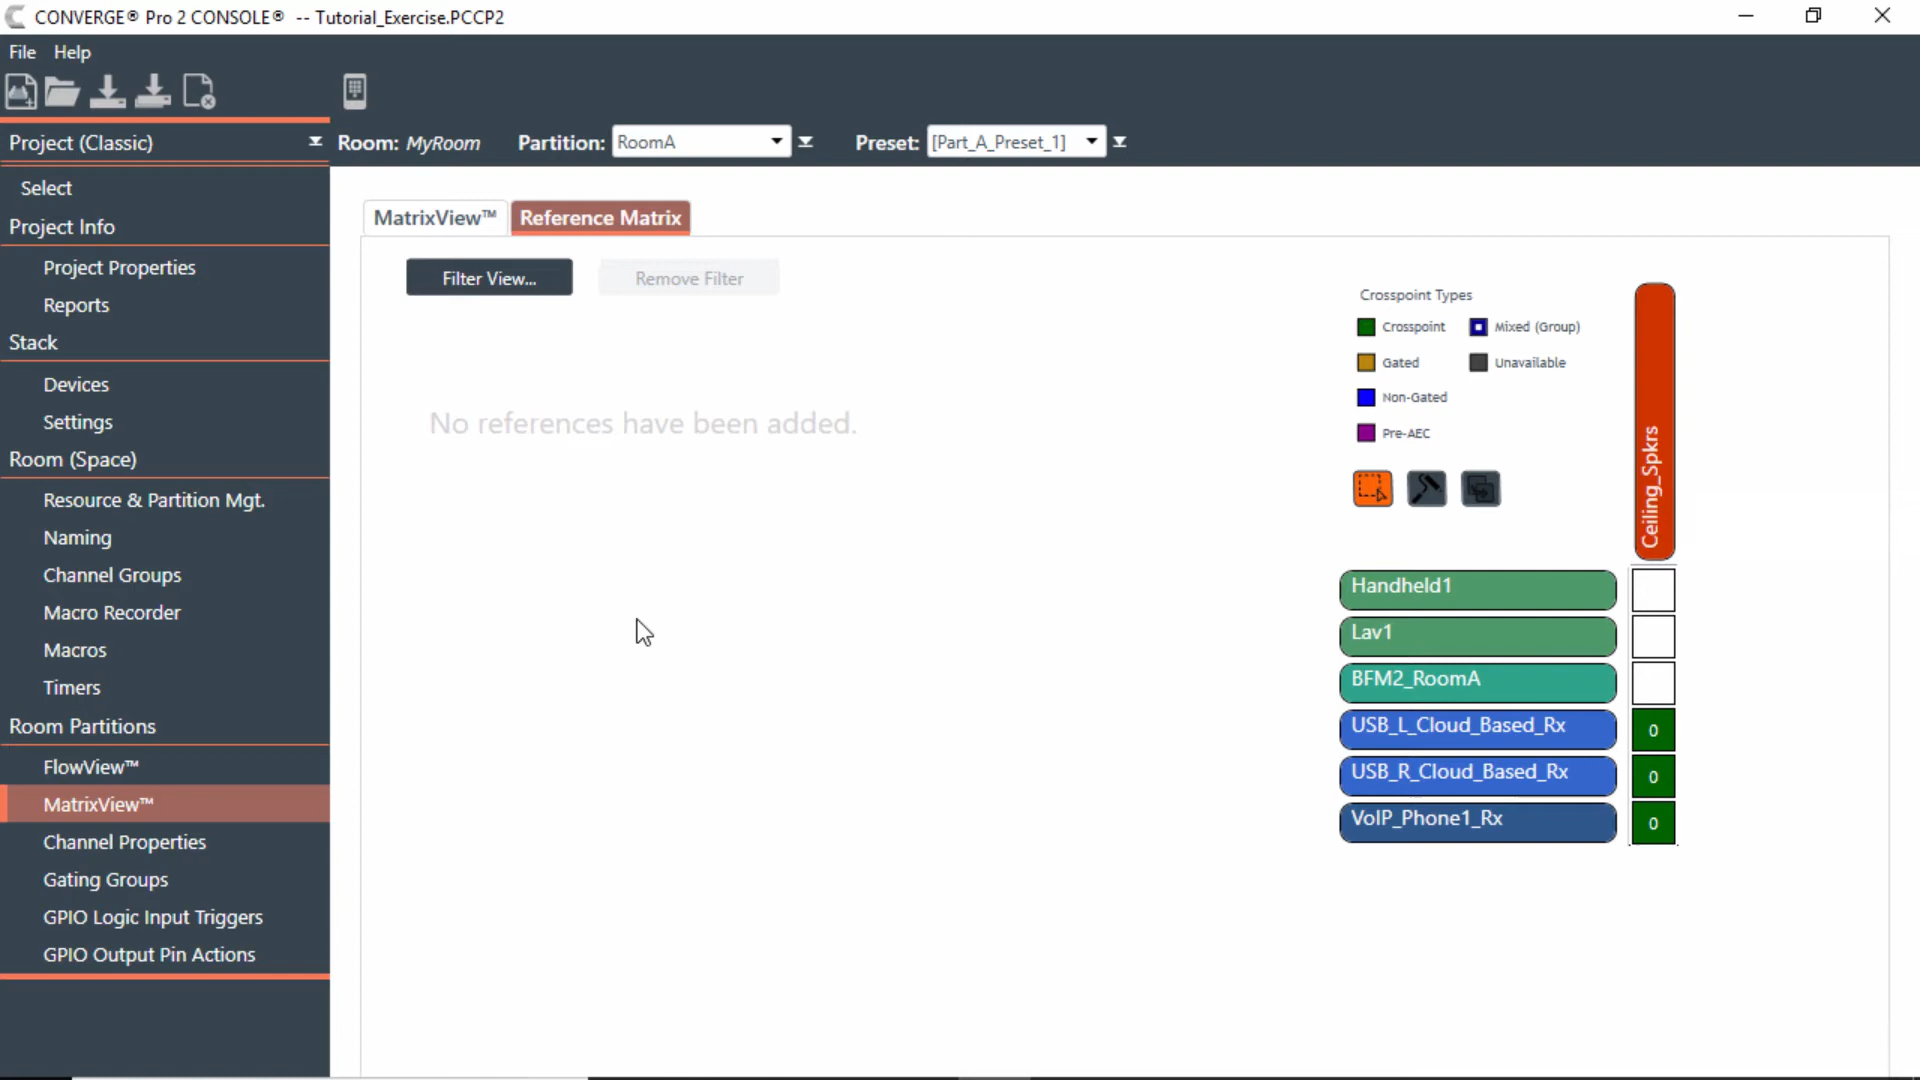 CONVERGE® Pro 2 CONSOLE® -- Tutorial_Exercise.PCCP2
File Help
Project (Classic)
Room: MyRoom Partition: RoomA Preset: [Part_A_Preset_1]
Select
Project Info
Project Properties
Reports
Stack
Devices
Settings
Room (Space)
Resource & Partition Mgt.
Naming
Channel Groups
Macro Recorder
Macros
Timers
Room Partitions
FlowView™
MatrixView™
Channel Properties
Gating Groups
GPIO Logic Input Triggers
GPIO Output Pin Actions
MatrixView™ Reference Matrix
Filter View... Remove Filter
No references have been added.
Crosspoint Types
Crosspoint Mixed (Group)
Gated Unavailable
Non-Gated
Pre-AEC
Ceiling_Spkrs
Handheld1
Lav1
BFM2_RoomA
USB_L_Cloud_Based_Rx 0
USB_R_Cloud_Based_Rx 0
VoIP_Phone1_Rx 0